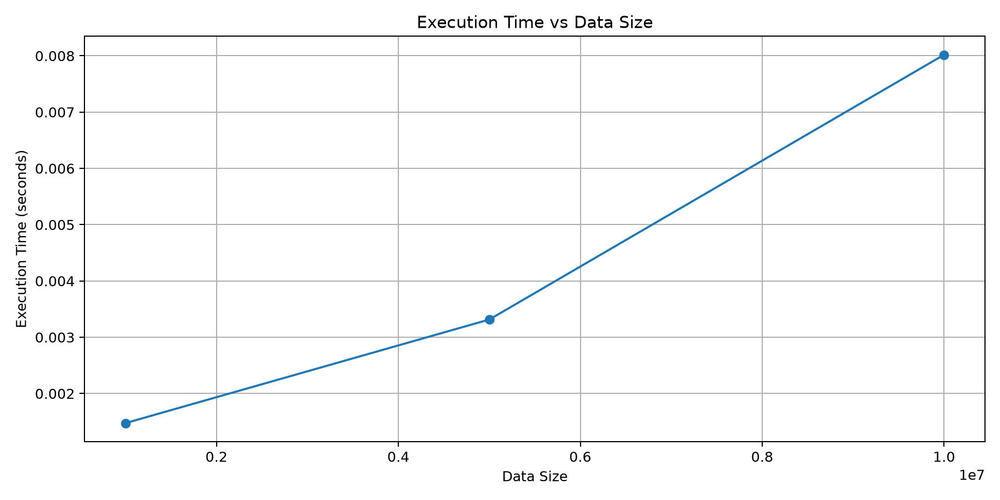 Execution Time vs Data Size
Execution Time (seconds)
0.008
0.007
0.006
0.005
0.004
0.003
0.002
0.2 0.4 0.6 0.8 1.0
Data Size
1e7